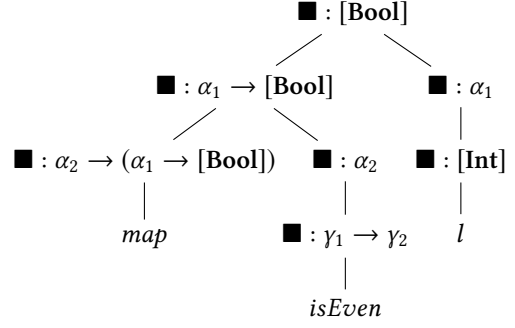 ■ : [Bool]
■ : α₁ → [Bool] ■ : α₁
■ : α₂ → (α₁ → [Bool]) ■ : α₂ ■ : [Int]
map ■ : γ₁ → γ₂ l
isEven